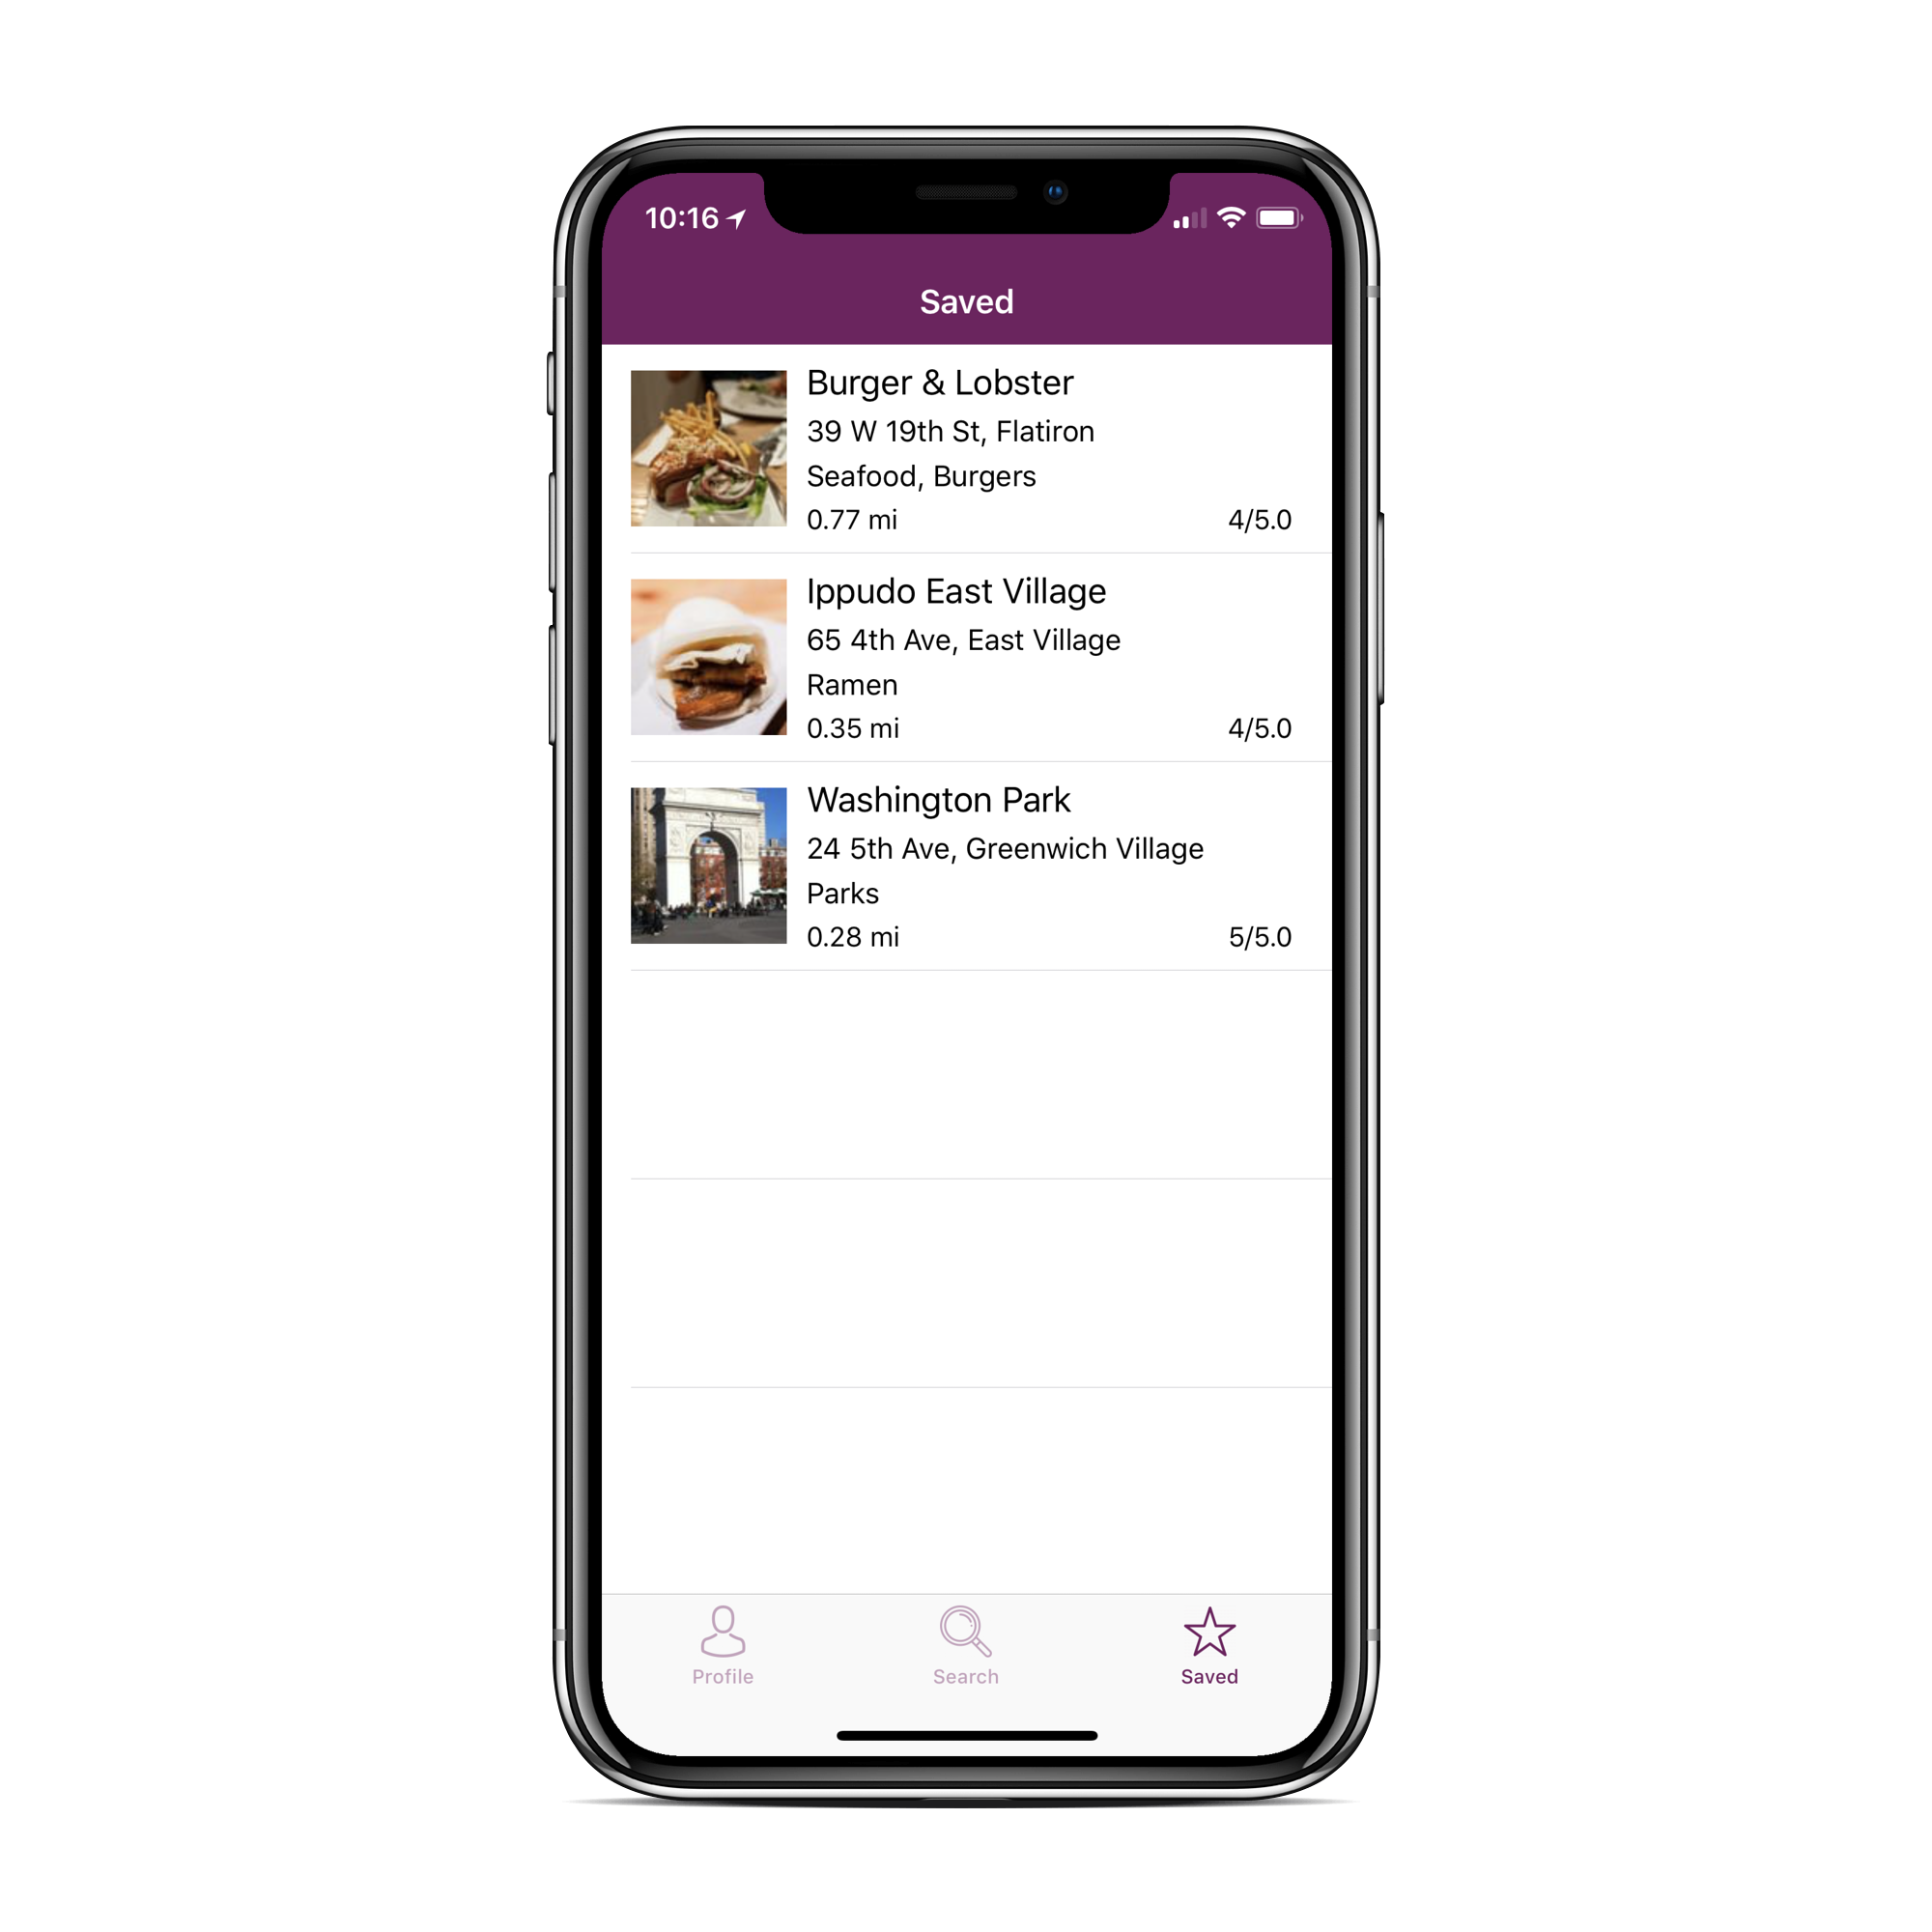 10:16
Saved
Burger & Lobster
39 W 19th St, Flatiron
Seafood, Burgers
0.77 mi 4/5.0
Ippudo East Village
65 4th Ave, East Village
Ramen
0.35 mi 4/5.0
Washington Park
24 5th Ave, Greenwich Village
Parks
0.28 mi 5/5.0
Profile Search Saved